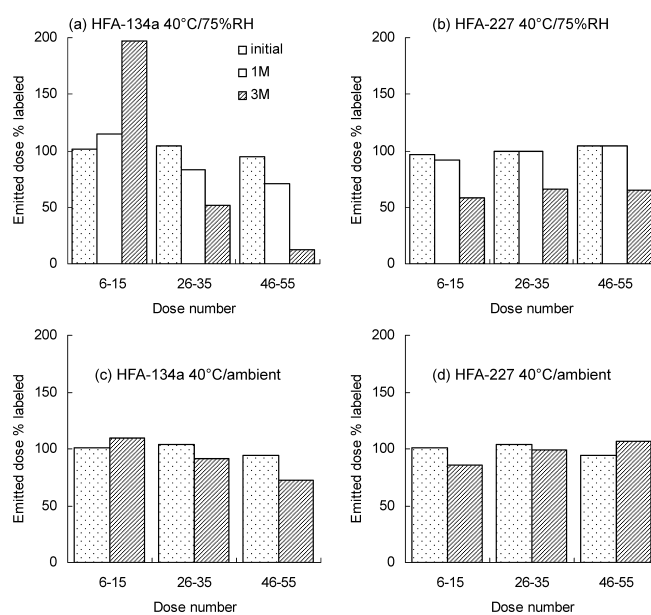 (a) HFA-134a 40°C/75%RH
Emitted dose % labeled
200
150
100
50
0
initial
1M
3M
6-15 26-35 46-55
Dose number
(b) HFA-227 40°C/75%RH
Emitted dose % labeled
200
150
100
50
0
6-15 26-35 46-55
Dose number
(c) HFA-134a 40°C/ambient
Emitted dose % labeled
200
150
100
50
0
6-15 26-35 46-55
Dose number
(d) HFA-227 40°C/ambient
Emitted dose % labeled
200
150
100
50
0
6-15 26-35 46-55
Dose number